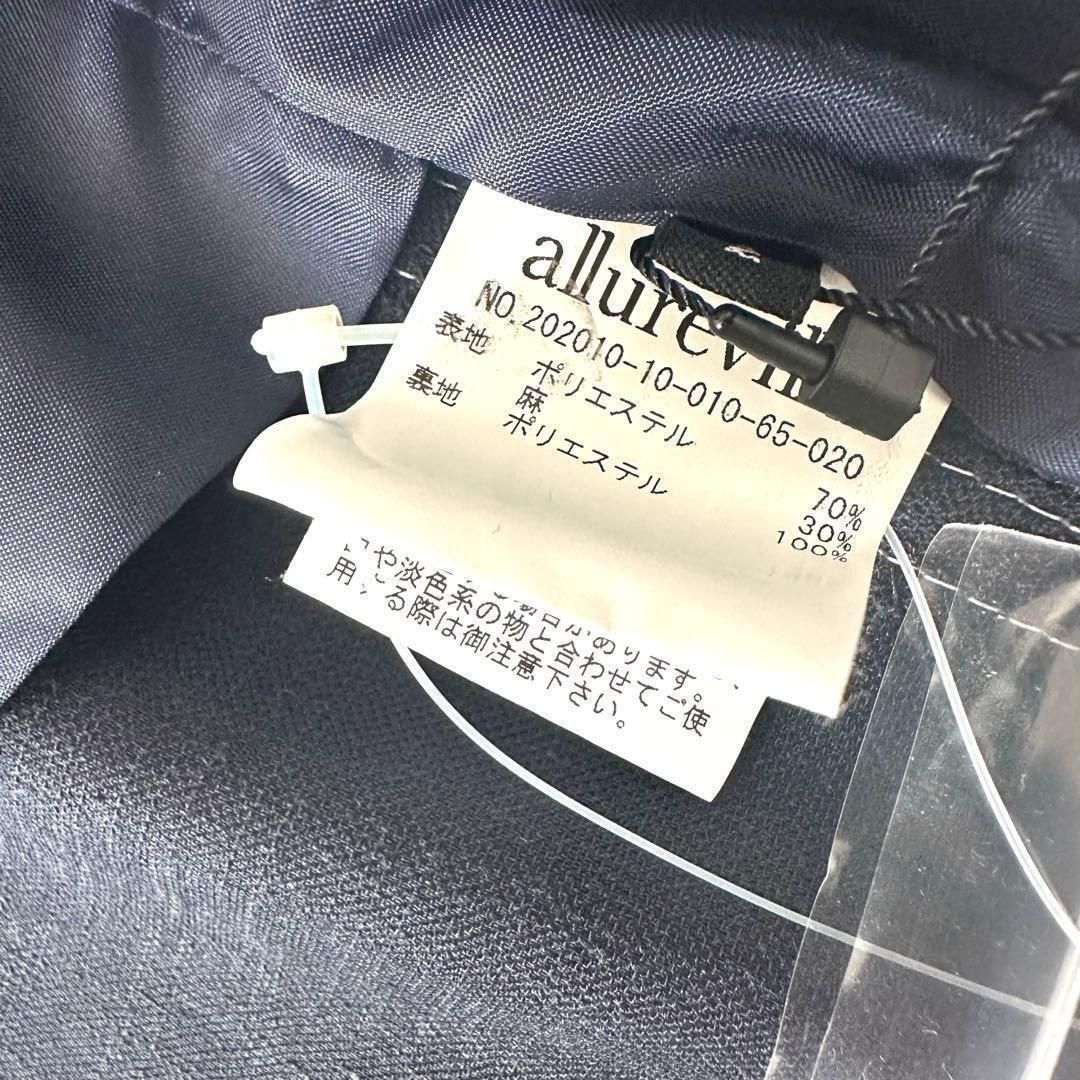 allurevil
NO.202010-10-010-65-020
表地 ポリエステル 70%
麻 30%
裏地 ポリエステル 100%
や淡色系の物と合わせてご使
用 る際は御注意下さい。